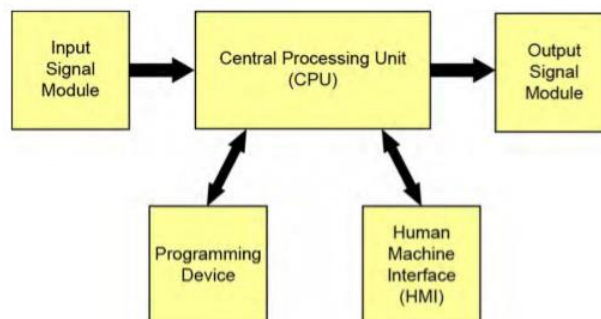 Input
Signal
Module
Central Processing Unit
(CPU)
Output
Signal
Module
Programming
Device
Human
Machine
Interface
(HMI)